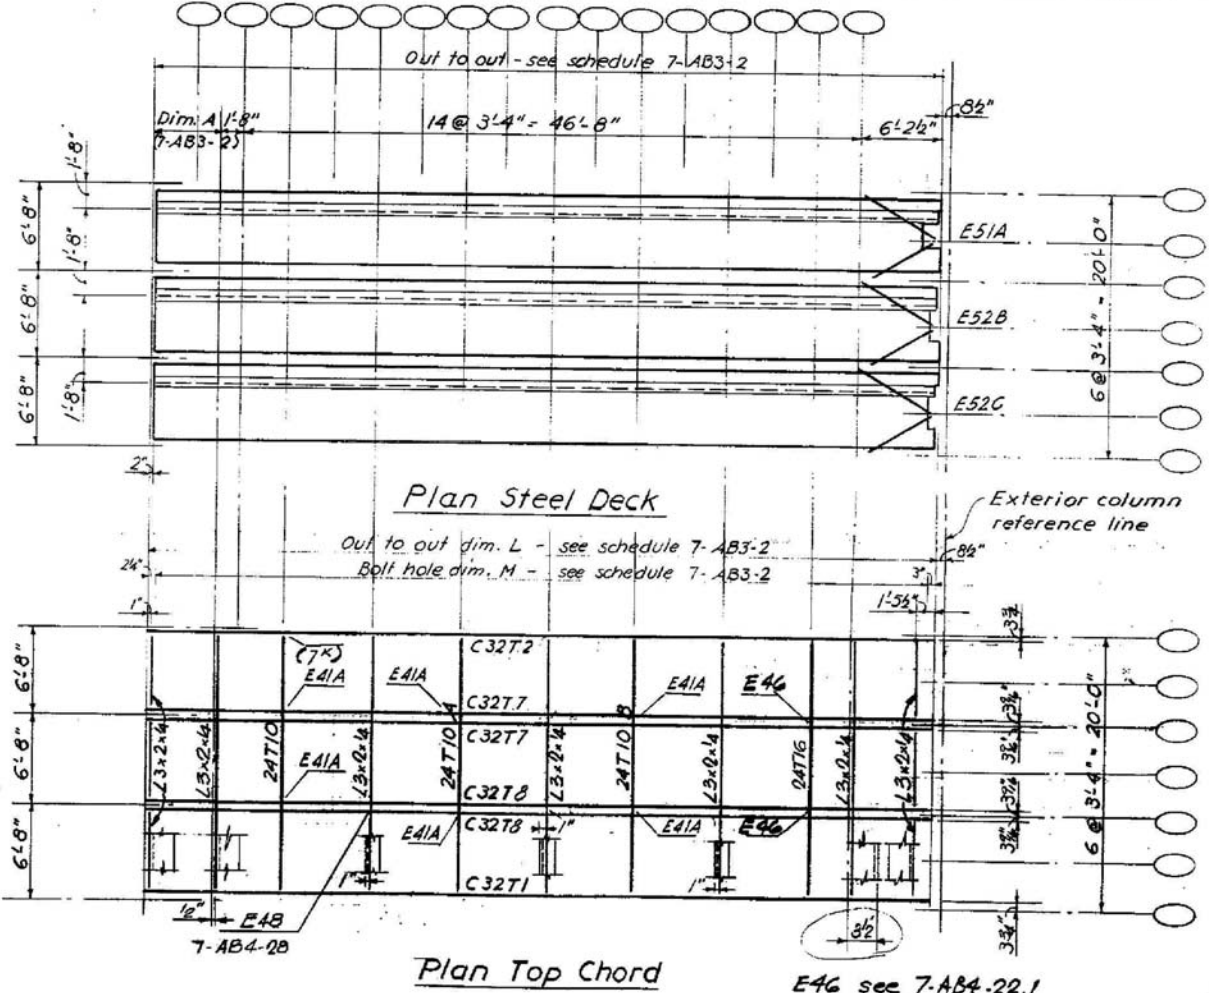 Out to out - see schedule 7-AB3-2
8½"
Dim. A 1'-8"
(7-AB3-2)
14 @ 3'-4" = 46'-8"
6'-2½"
1'-8"
6'-8"
1'-8"
E51A
6'-8"
E52B
6 @ 3'-4" = 20'-0"
6'-8"
1'-8"
E52C
2"
Plan Steel Deck
Exterior column
reference line
Out to out dim. L - see schedule 7-AB3-2
8½"
Bolt hole dim. M - see schedule 7-AB3-2
3"
1"
1'-5½"
(7K)
C32T2
6'-8"
E41A
E41A
E41A
E46
C32T7
6'-8"
L3x2x¼
L3x2x¼
24T10
L3x2x¼
24T10 A
C32T7
L3x2x¼
24T10 B
L3x2x¼
24T16
L3x2x¼
L3x2x¼
6 @ 3'-4" = 20'-0"
E41A
C32T8
6'-8"
E41A
C32T8
1"
E41A
E46
1"
C32T1
1"
½"
E48
7-AB4-28
3½"
3¾"
Plan Top Chord
E46 see 7-AB4-22.1